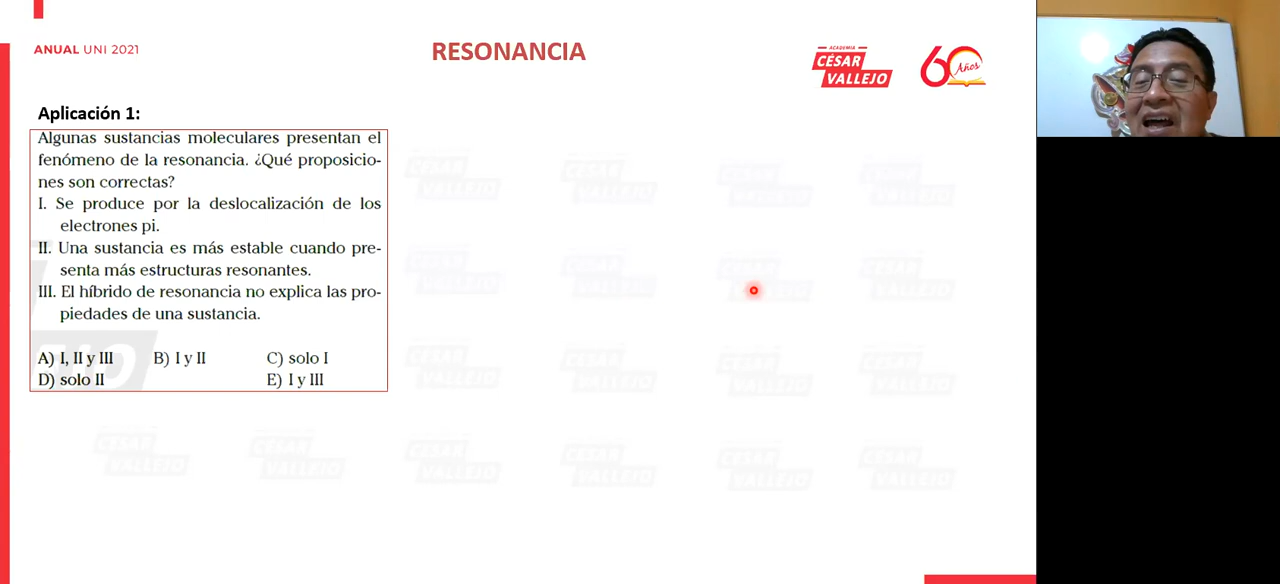 ANUAL UNI 2021
RESONANCIA
ACADEMIA
CÉSAR
VALLEJO
60
Años
Aplicación 1:
Algunas sustancias moleculares presentan el
fenómeno de la resonancia. ¿Qué proposicio-
nes son correctas?
I. Se produce por la deslocalización de los
electrones pi.
II. Una sustancia es más estable cuando pre-
senta más estructuras resonantes.
III. El híbrido de resonancia no explica las pro-
piedades de una sustancia.
A) I, II y III B) I y II C) solo I
D) solo II E) I y III